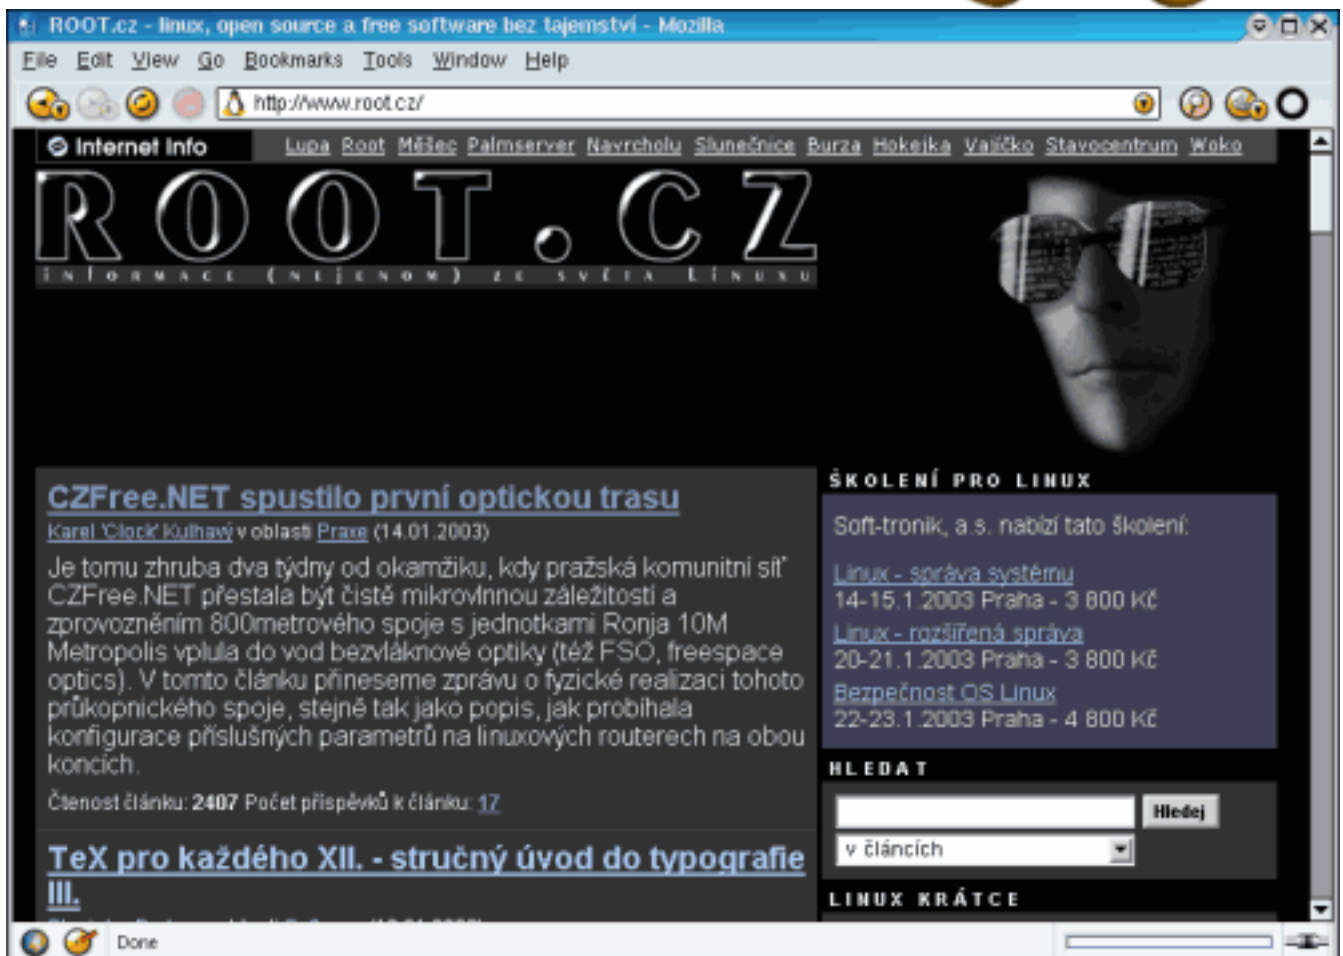 ROOT.cz - linux, open source a free software bez tajemství - Mozilla
File Edit View Go Bookmarks Tools Window Help
http://www.root.cz/
Internet Info Lupa Root Měšec Palmserver Navrcholu Slunečnice Burza Hokejka Vajíčko Stavocentrum Woko
ROOT.CZ
informace (nejenom) ze světa Linuxu
CZFree.NET spustilo první optickou trasu
Karel 'Clock' Kulhavý v oblasti Praxe (14.01.2003)
Je tomu zhruba dva týdny od okamžiku, kdy pražská komunitní síť
CZFree.NET přestala být čistě mikrovlnnou záležitostí a
zprovozněním 800metrového spoje s jednotkami Ronja 10M
Metropolis vplula do vod bezvláknové optiky (též FSO, freespace
optics). V tomto článku přineseme zprávu o fyzické realizaci tohoto
průkopnického spoje, stejně tak jako popis, jak probíhala
konfigurace příslušných parametrů na linuxových routerech na obou
koncích.
Čtenost článku: 2407 Počet příspěvků k článku: 17
TeX pro každého XII. - stručný úvod do typografie
III.
ŠKOLENÍ PRO LINUX
Soft-tronik, a.s. nabízí tato školení:
Linux - správa systému
14-15.1.2003 Praha - 3 800 Kč
Linux - rozšířená správa
20-21.1.2003 Praha - 3 800 Kč
Bezpečnost OS Linux
22-23.1.2003 Praha - 4 800 Kč
HLEDAT
Hledej
v článcích
LINUX KRÁTCE
Done